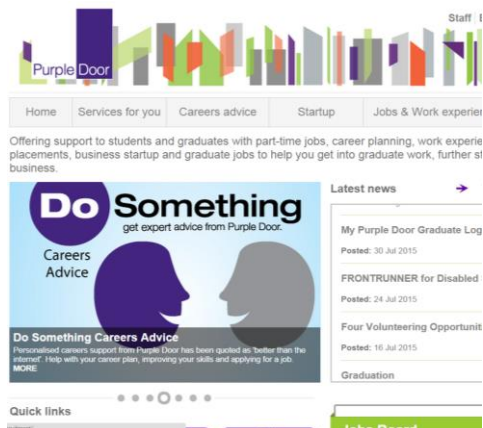 Staff
Purple Door
Home Services for you Careers advice Startup Jobs & Work experien
Offering support to students and graduates with part-time jobs, career planning, work experie
placements, business startup and graduate jobs to help you get into graduate work, further st
business.
Do Something
get expert advice from Purple Door.
Careers
Advice
Do Something Careers Advice
Personalised careers support from Purple Door has been quoted as 'better than the
internet'. Help with your career plan, improving your skills and applying for a job.
MORE
Latest news
My Purple Door Graduate Log
Posted: 30 Jul 2015
FRONTRUNNER for Disabled
Posted: 24 Jul 2015
Four Volunteering Opportuniti
Posted: 16 Jul 2015
Graduation
Quick links
Jobs Board